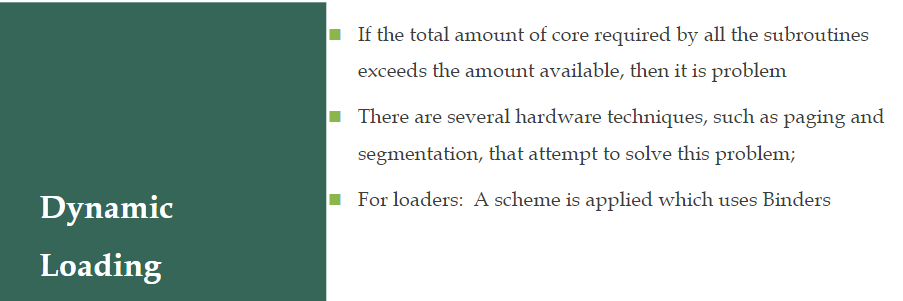 Dynamic
Loading
If the total amount of core required by all the subroutines
exceeds the amount available, then it is problem
There are several hardware techniques, such as paging and
segmentation, that attempt to solve this problem;
For loaders: A scheme is applied which uses Binders